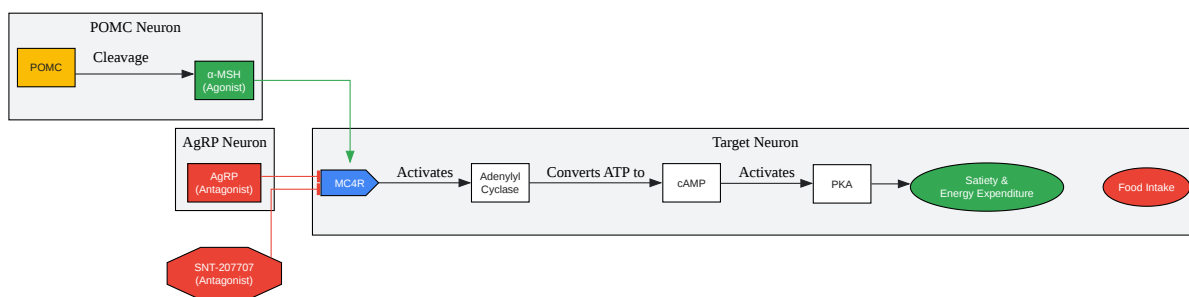 POMC Neuron
POMC
Cleavage
α-MSH
(Agonist)
AgRP Neuron
AgRP
(Antagonist)
SNT-207707
(Antagonist)
Target Neuron
MC4R
Activates
Adenylyl
Cyclase
Converts ATP to
cAMP
Activates
PKA
Satiety &
Energy Expenditure
Food Intake